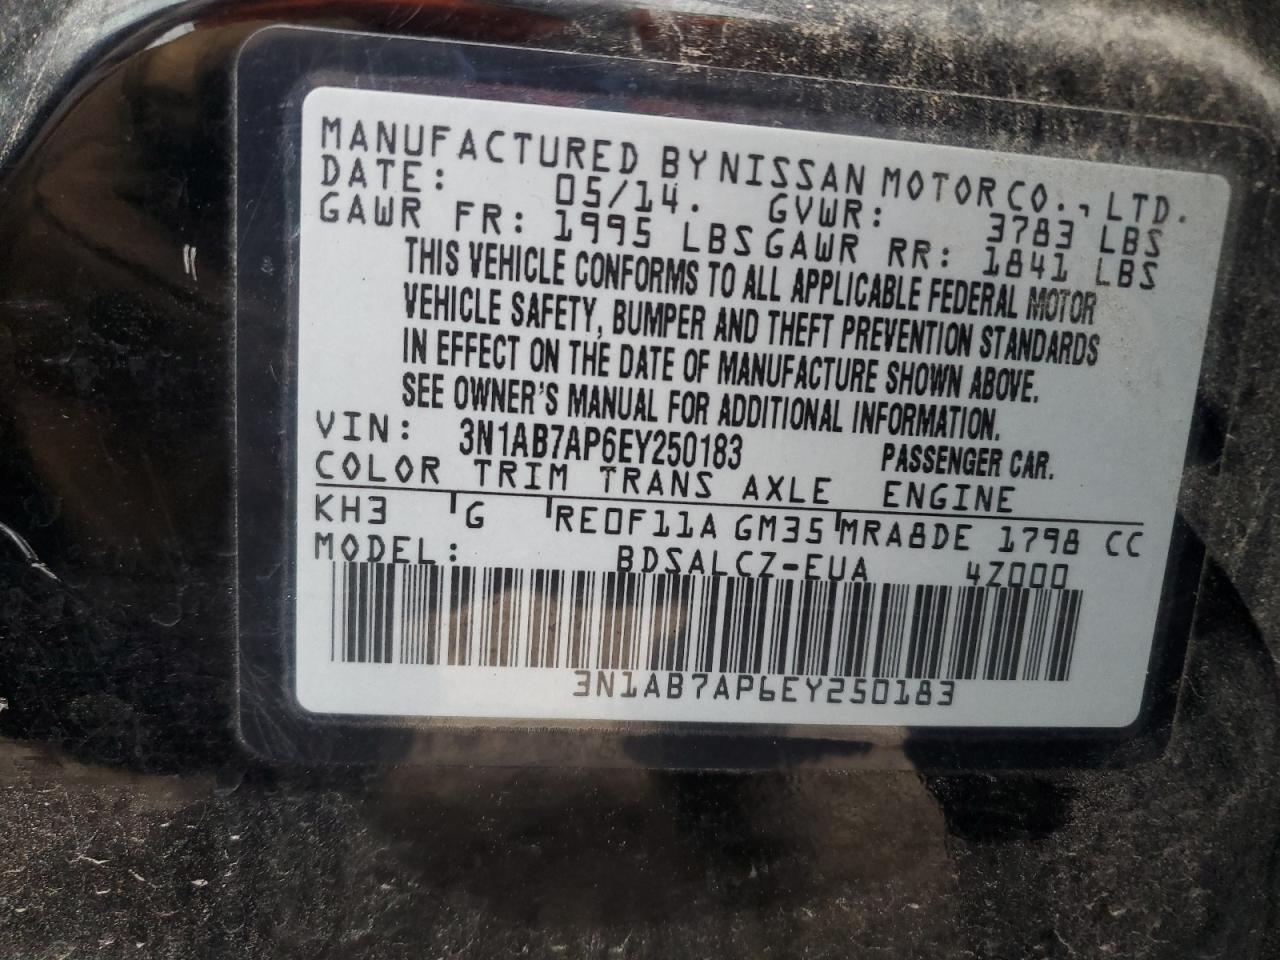 MANUFACTURED BY NISSAN MOTOR CO., LTD.
DATE: 05/14. GVWR: 3783 LBS
GAWR FR: 1995 LBS GAWR RR: 1841 LBS
THIS VEHICLE CONFORMS TO ALL APPLICABLE FEDERAL MOTOR
VEHICLE SAFETY, BUMPER AND THEFT PREVENTION STANDARDS
IN EFFECT ON THE DATE OF MANUFACTURE SHOWN ABOVE.
SEE OWNER'S MANUAL FOR ADDITIONAL INFORMATION.
VIN: 3N1AB7AP6EY250183 PASSENGER CAR.
COLOR TRIM TRANS AXLE ENGINE
KH3 G RE0F11A GM35 MRA8DE 1798 CC
MODEL: BDSALCZ-EUA 4Z000
3N1AB7AP6EY250183